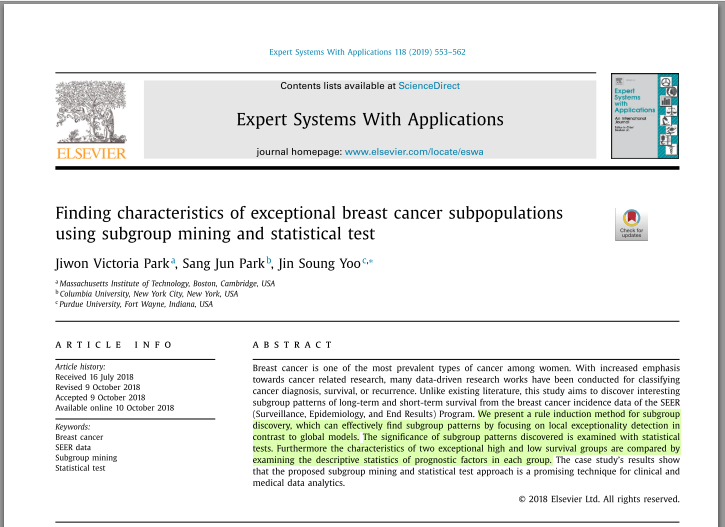 Expert Systems With Applications 118 (2019) 553–562
Contents lists available at ScienceDirect
Expert Systems With Applications
journal homepage: www.elsevier.com/locate/eswa
ELSEVIER
Expert
Systems
with
Applications
An International
Journal
Finding characteristics of exceptional breast cancer subpopulations
using subgroup mining and statistical test
Check for
updates
Jiwon Victoria Park a, Sang Jun Park b, Jin Soung Yoo c,*
a Massachusetts Institute of Technology, Boston, Cambridge, USA
b Columbia University, New York City, New York, USA
c Purdue University, Fort Wayne, Indiana, USA
ARTICLE INFO
Article history:
Received 16 July 2018
Revised 9 October 2018
Accepted 9 October 2018
Available online 10 October 2018
Keywords:
Breast cancer
SEER data
Subgroup mining
Statistical test
ABSTRACT
Breast cancer is one of the most prevalent types of cancer among women. With increased emphasis
towards cancer related research, many data-driven research works have been conducted for classifying
cancer diagnosis, survival, or recurrence. Unlike existing literature, this study aims to discover interesting
subgroup patterns of long-term and short-term survival from the breast cancer incidence data of the SEER
(Surveillance, Epidemiology, and End Results) Program. We present a rule induction method for subgroup
discovery, which can effectively find subgroup patterns by focusing on local exceptionality detection in
contrast to global models. The significance of subgroup patterns discovered is examined with statistical
tests. Furthermore the characteristics of two exceptional high and low survival groups are compared by
examining the descriptive statistics of prognostic factors in each group. The case study's results show
that the proposed subgroup mining and statistical test approach is a promising technique for clinical and
medical data analytics.
© 2018 Elsevier Ltd. All rights reserved.